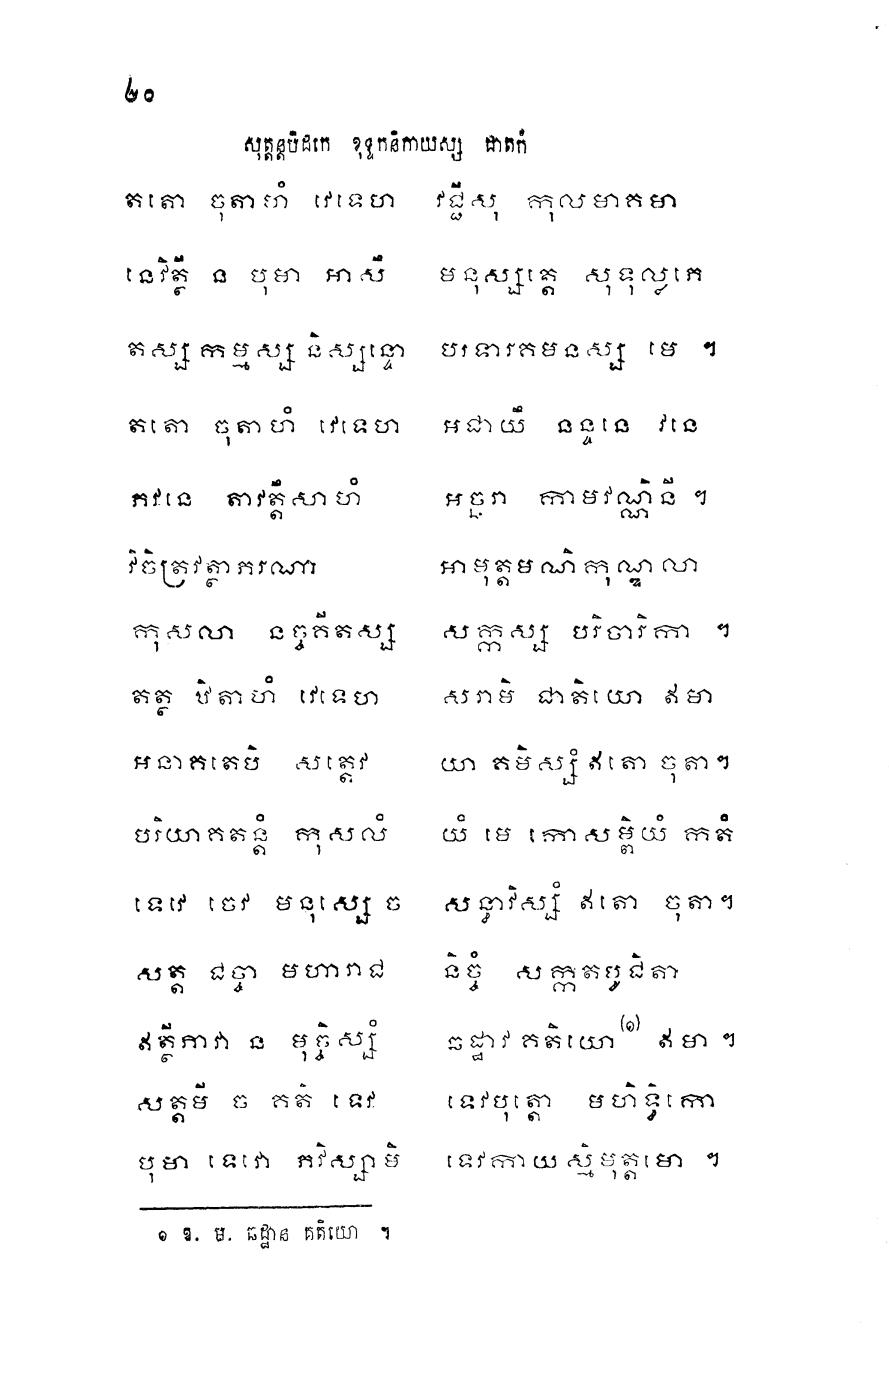 ៤០
សុត្តន្តបិដកេ ខុទ្ទកនិកាយស្ស ជាតកំ
តតោ ចុតាហំ វេទេហ វជ្ជីសុ កុលមាគមា
នេវិត្ថី ន បុមា អាសឹ មនុស្សត្តេ សុទុល្លភេ
តស្ស កម្មស្ស និស្សន្ទោ បរទារគមនស្ស មេ ។
តតោ ចុតាហំ វេទេហ អជាយឹ នន្ទនេ វនេ
ភវនេ តាវត្តឹសាហំ អច្ឆរា កាមវណ្ណិនី ។
វិចិត្រវត្ថាភរណា អាមុត្តមណិកុណ្ឌលា
កុសលា នច្ចគីតស្ស សក្កស្ស បរិចារិកា ។
តត្ថ ឋិតាហំ វេទេហ សរាមិ ជាតិយោ ឥមា
អនាគតេបិ សត្តេវ យា គមិស្សំ ឥតោ ចុតា។
បរិយាគតន្តំ កុសលំ យំ មេ កោសម្ពិយំ កតំ
ទេវេ ចេវ មនុស្សេ ច សន្ធាវិស្សំ ឥតោ ចុតា។
សត្ត ជច្ចា មហារាជ និច្ចំ សក្កតបូជិតា
ឥត្ថីភាវា ន មុច្ចិស្សំ ឆដ្ឋាវ គតិយោ(១) ឥមា ។
សត្តមី ច គតិ ទេវ ទេវបុត្តោ មហិទ្ធិកោ
បុមា ទេវោ ភវិស្សាមិ ទេវកាយស្មិមុត្តមោ ។
១ ឱ. ម. ឆដ្ឋាន គតិយោ ។